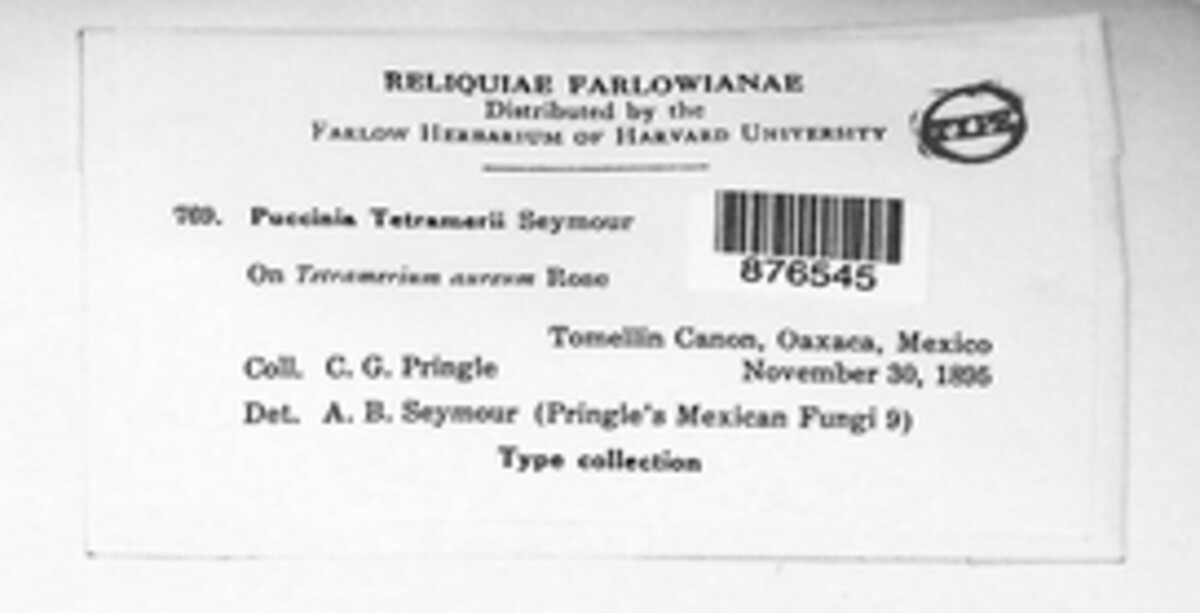 RELIQUIAE FARLOWIANAE
Distributed by the
FARLOW HERBARIUM OF HARVARD UNIVERSITY
TYPE
769. Puccinia Tetramerii Seymour
876545
On Tetramerium aureum Rose
Tomellin Canon, Oaxaca, Mexico
Coll. C. G. Pringle
November 30, 1895
Det. A. B. Seymour (Pringle's Mexican Fungi 9)
Type collection